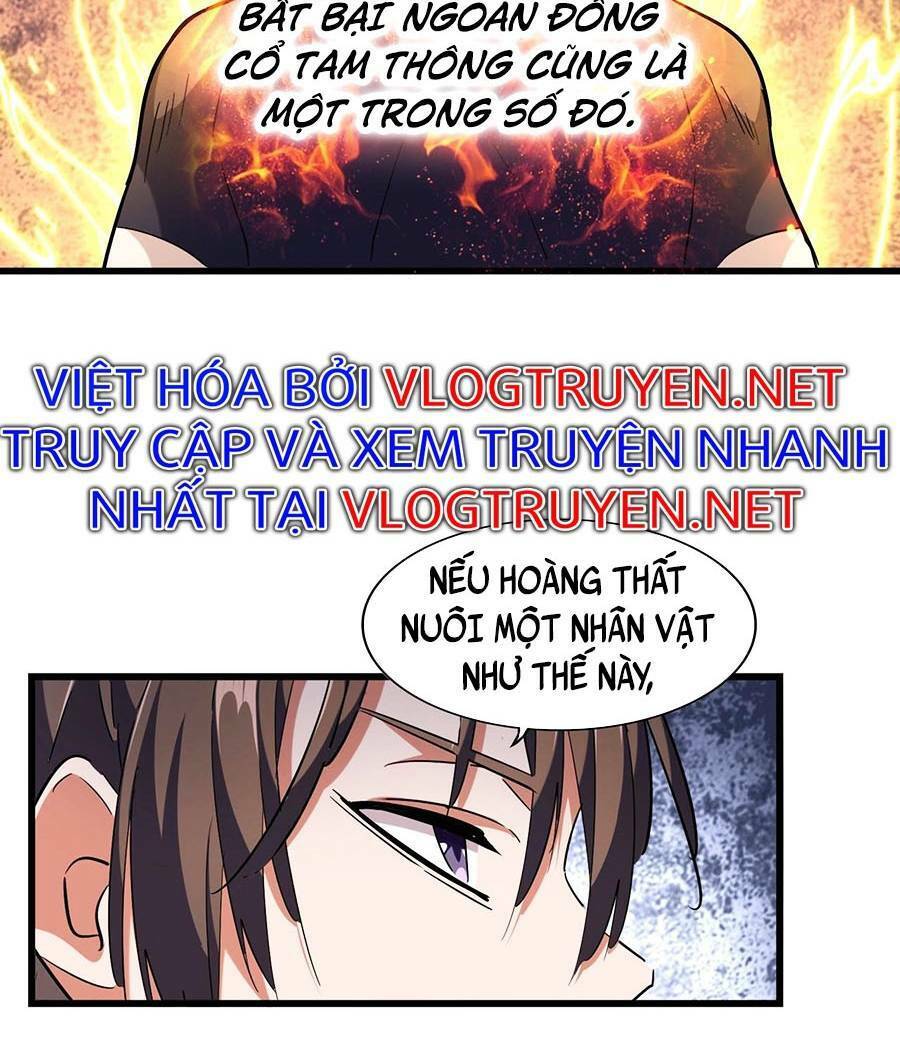 BẤT BẠI NGOAN ĐỒNG
CỔ TAM THÔNG CŨNG LÀ
MỘT TRONG SỐ ĐÓ.
VIỆT HÓA BỞI VLOGTRUYEN.NET
TRUY CẬP VÀ XEM TRUYỆN NHANH
NHẤT TẠI VLOGTRUYEN.NET
NẾU HOÀNG THẤT
NUÔI MỘT NHÂN VẬT
NHƯ THẾ NÀY,